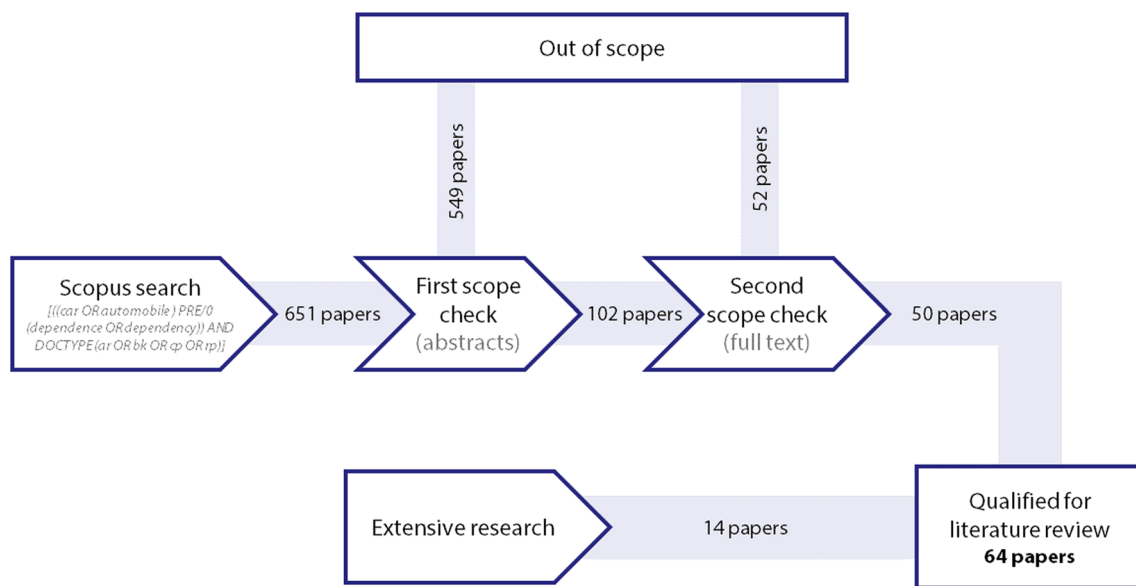 Out of scope
549 papers
52 papers
Scopus search
[((car OR automobile) PRE/0
(dependence OR dependency)) AND
DOCTYPE (ar OR bk OR cp OR rp)]
651 papers
First scope
check
(abstracts)
102 papers
Second
scope check
(full text)
50 papers
Extensive research
14 papers
Qualified for
literature review
64 papers